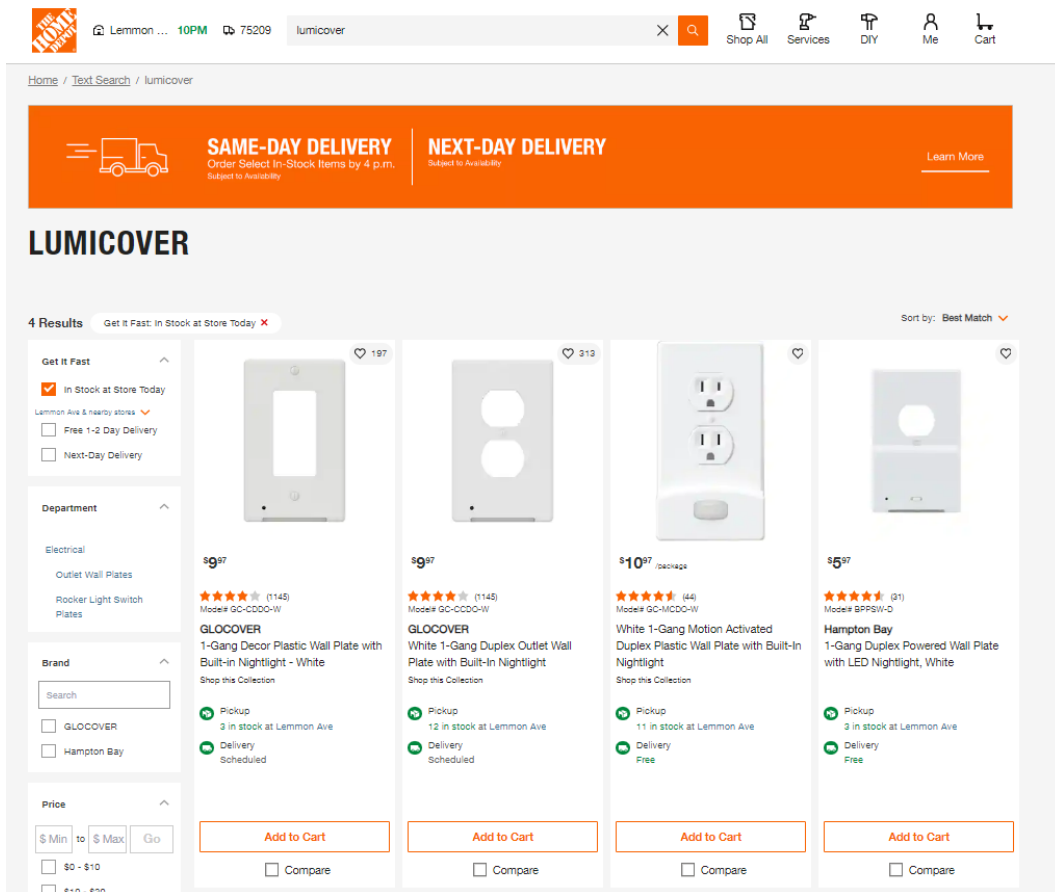 THE HOME DEPOT
Lemmon ... 10PM 75209 lumicover
Shop All Services DIY Me Cart
Home / Text Search / lumicover
SAME-DAY DELIVERY
Order Select In-Stock Items by 4 p.m.
Subject to Availability
NEXT-DAY DELIVERY
Subject to Availability
Learn More
LUMICOVER
4 Results Get It Fast: In Stock at Store Today
Sort by: Best Match
Get It Fast
In Stock at Store Today
Lemmon Ave & nearby stores
Free 1-2 Day Delivery
Next-Day Delivery
Department
Electrical
Outlet Wall Plates
Rocker Light Switch
Plates
Brand
Search
GLOCOVER
Hampton Bay
Price
$ Min to $ Max Go
$0 - $10
$10 - $20
197
$9 97
(1145)
Model# GC-CDDO-W
GLOCOVER
1-Gang Decor Plastic Wall Plate with
Built-in Nightlight - White
Shop this Collection
Pickup
3 in stock at Lemmon Ave
Delivery
Scheduled
Add to Cart
Compare
313
$9 97
(1145)
Model# GC-CCDO-W
GLOCOVER
White 1-Gang Duplex Outlet Wall
Plate with Built-In Nightlight
Shop this Collection
Pickup
12 in stock at Lemmon Ave
Delivery
Scheduled
Add to Cart
Compare
$10 97 /package
(44)
Model# GC-MCDO-W
White 1-Gang Motion Activated
Duplex Plastic Wall Plate with Built-In
Nightlight
Shop this Collection
Pickup
11 in stock at Lemmon Ave
Delivery
Free
Add to Cart
Compare
$5 97
(31)
Model# BPPSW-D
Hampton Bay
1-Gang Duplex Powered Wall Plate
with LED Nightlight, White
Pickup
3 in stock at Lemmon Ave
Delivery
Free
Add to Cart
Compare